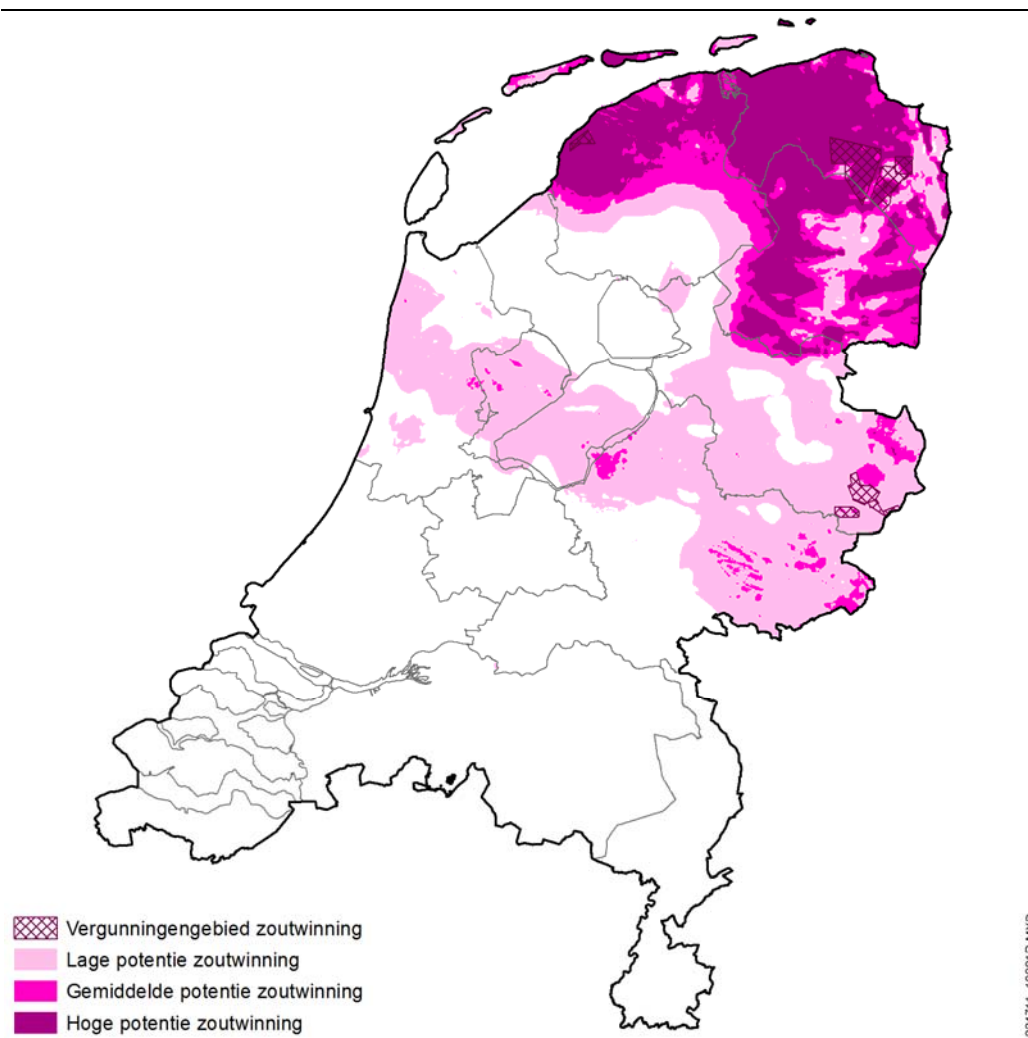 Vergunningengebied zoutwinning
Lage potentie zoutwinning
Gemiddelde potentie zoutwinning
Hoge potentie zoutwinning